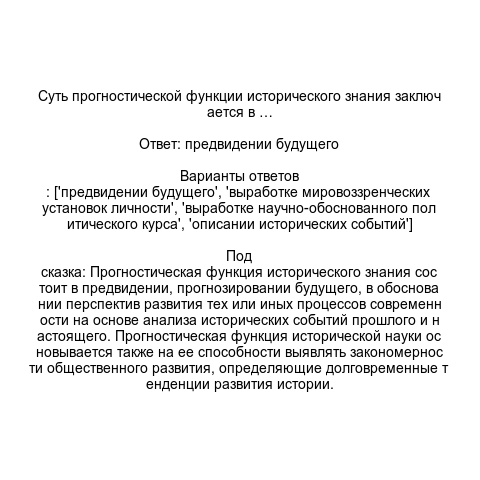 Суть прогностической функции исторического знания заключ
ается в …
Ответ: предвидении будущего
Варианты ответов
: ['предвидении будущего', 'выработке мировоззренческих
установок личности', 'выработке научно-обоснованного пол
итического курса', 'описании исторических событий']
Под
сказка: Прогностическая функция исторического знания сос
тоит в предвидении, прогнозировании будущего, в обоснова
нии перспектив развития тех или иных процессов современн
ости на основе анализа исторических событий прошлого и н
астоящего. Прогностическая функция исторической науки ос
новывается также на ее способности выявлять закономернос
ти общественного развития, определяющие долговременные т
енденции развития истории.